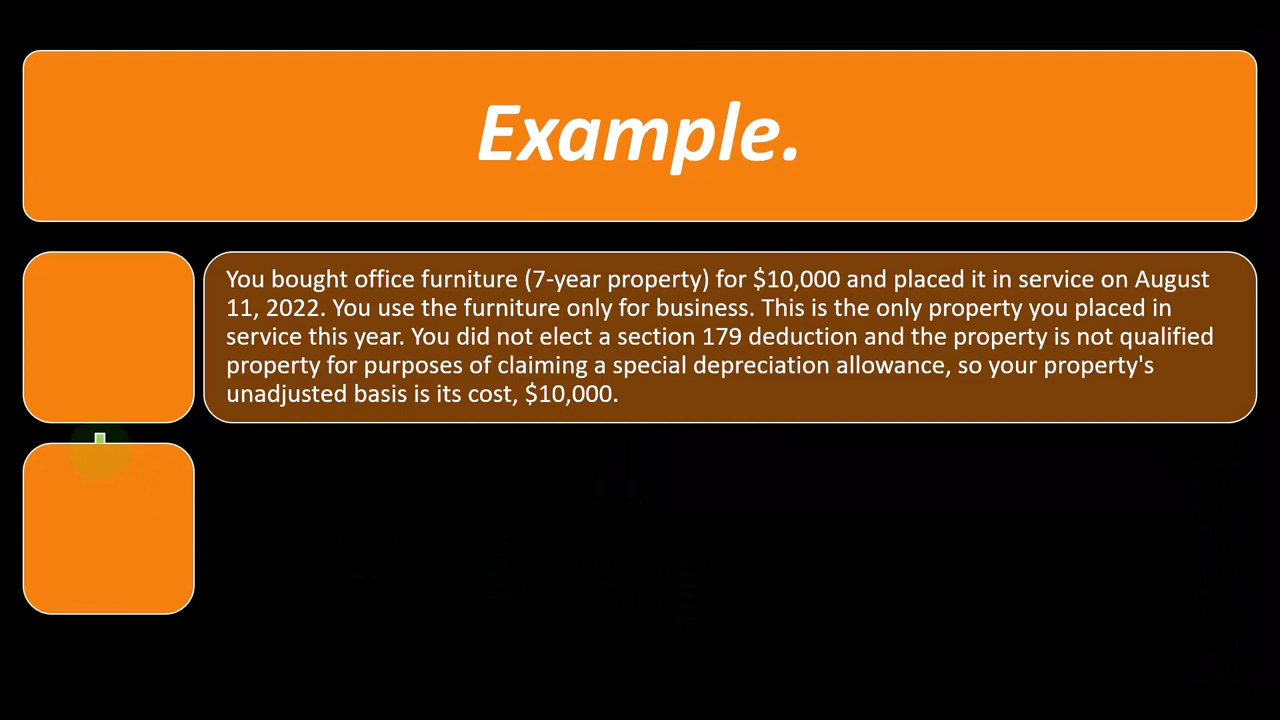 Example.
You bought office furniture (7-year property) for $10,000 and placed it in service on August
11, 2022. You use the furniture only for business. This is the only property you placed in
service this year. You did not elect a section 179 deduction and the property is not qualified
property for purposes of claiming a special depreciation allowance, so your property's
unadjusted basis is its cost, $10,000.